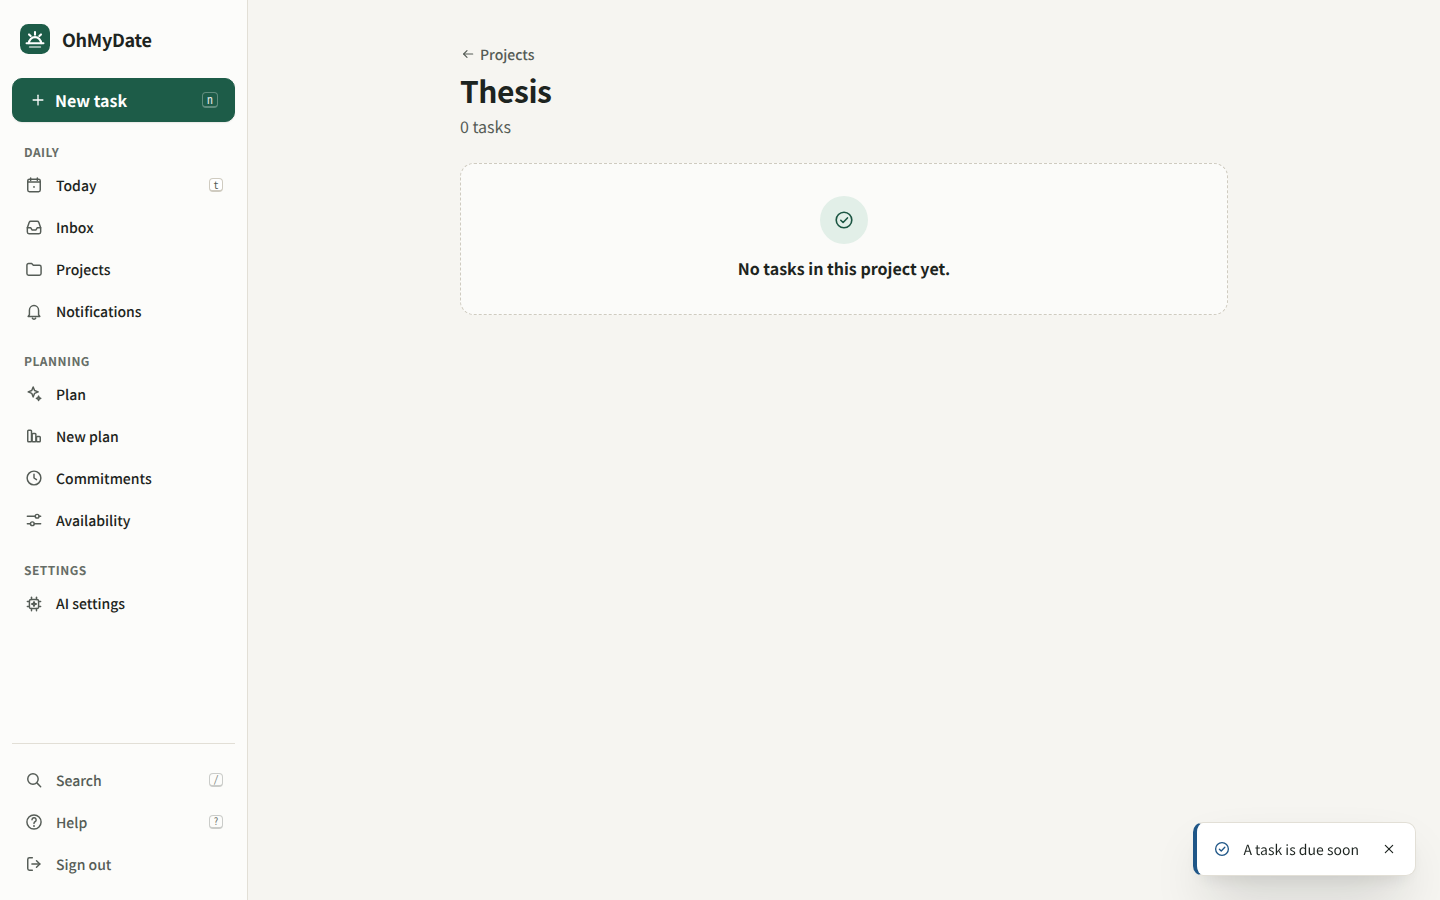 OhMyDate
New task n
DAILY
Today t
Inbox
Projects
Notifications
PLANNING
Plan
New plan
Commitments
Availability
SETTINGS
AI settings
Search /
Help ?
Sign out
Projects
Thesis
0 tasks
No tasks in this project yet.
A task is due soon